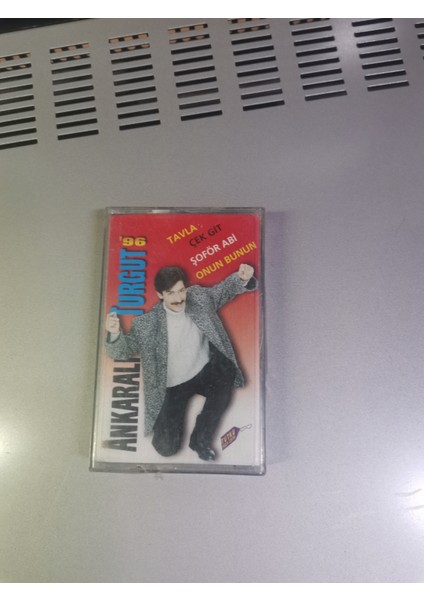 '96
ANKARALI
TURGUT
TAVLA -
ÇEK GİT
ŞOFÖR ABİ
ONUN BUNUN